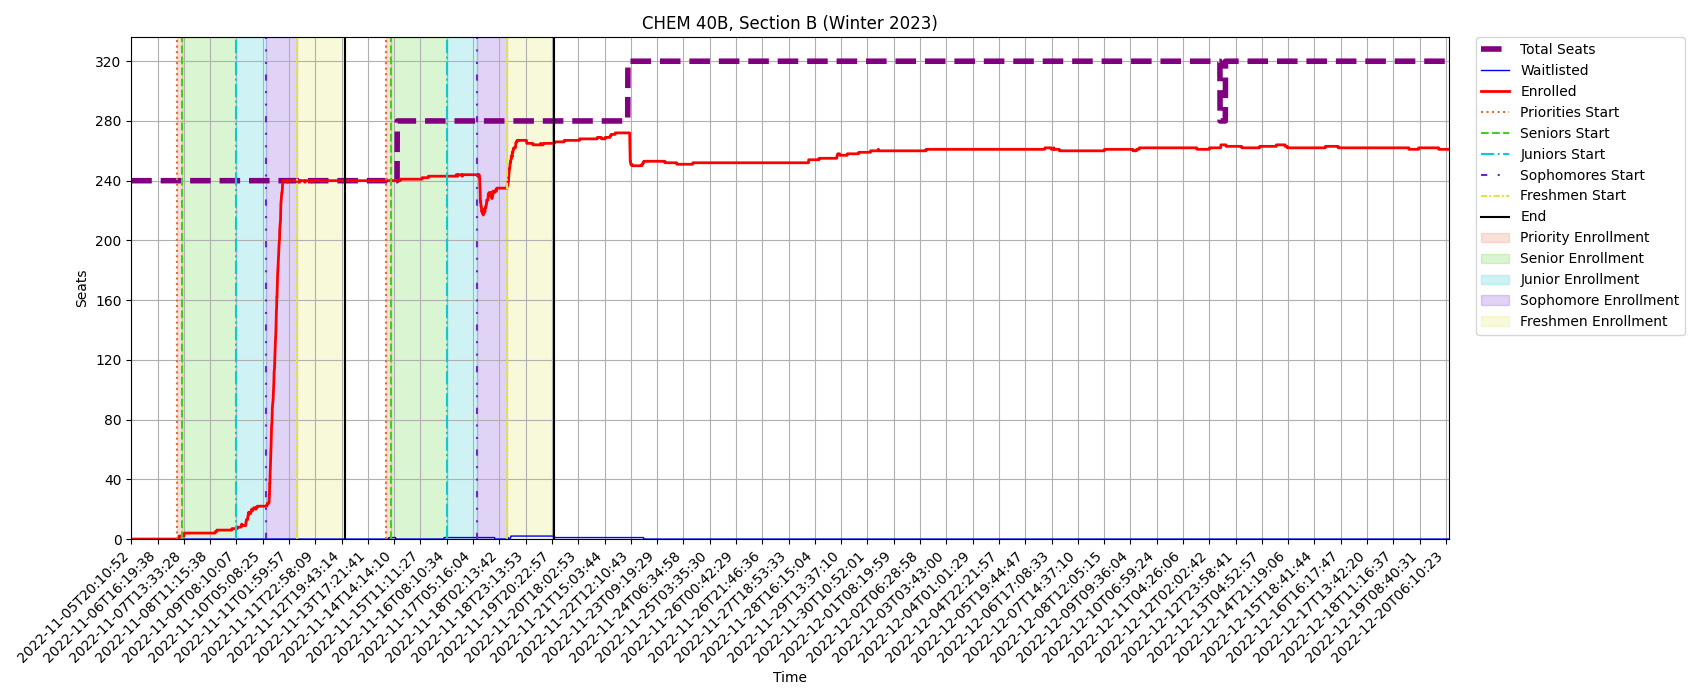 CHEM 40B, Section B (Winter 2023)
Seats
320
280
240
200
160
120
80
40
0
2022-11-05T20:10:52
2022-11-06T16:19:38
2022-11-07T13:33:28
2022-11-08T11:15:38
2022-11-09T08:10:07
2022-11-10T05:08:25
2022-11-11T01:59:57
2022-11-11T22:58:09
2022-11-12T19:43:14
2022-11-13T17:21:41
2022-11-14T14:14:10
2022-11-15T11:11:27
2022-11-16T08:10:34
2022-11-17T05:16:04
2022-11-18T02:13:42
2022-11-18T23:13:53
2022-11-19T20:22:57
2022-11-20T18:02:53
2022-11-21T15:03:44
2022-11-22T12:10:43
2022-11-23T09:19:29
2022-11-24T06:34:58
2022-11-25T03:35:30
2022-11-26T00:42:29
2022-11-26T21:46:36
2022-11-27T18:53:33
2022-11-28T16:15:04
2022-11-29T13:37:10
2022-11-30T10:52:01
2022-12-01T08:19:59
2022-12-02T06:28:58
2022-12-03T03:43:00
2022-12-04T01:01:29
2022-12-04T22:21:57
2022-12-05T19:44:47
2022-12-06T17:08:33
2022-12-07T14:37:10
2022-12-08T12:05:15
2022-12-09T09:36:04
2022-12-10T06:59:24
2022-12-11T04:26:06
2022-12-12T02:02:42
2022-12-12T23:58:41
2022-12-13T04:52:57
2022-12-14T21:19:06
2022-12-15T18:41:44
2022-12-16T16:17:47
2022-12-17T13:42:20
2022-12-18T11:16:37
2022-12-19T08:40:31
2022-12-20T06:10:23
Time
Total Seats
Waitlisted
Enrolled
Priorities Start
Seniors Start
Juniors Start
Sophomores Start
Freshmen Start
End
Priority Enrollment
Senior Enrollment
Junior Enrollment
Sophomore Enrollment
Freshmen Enrollment